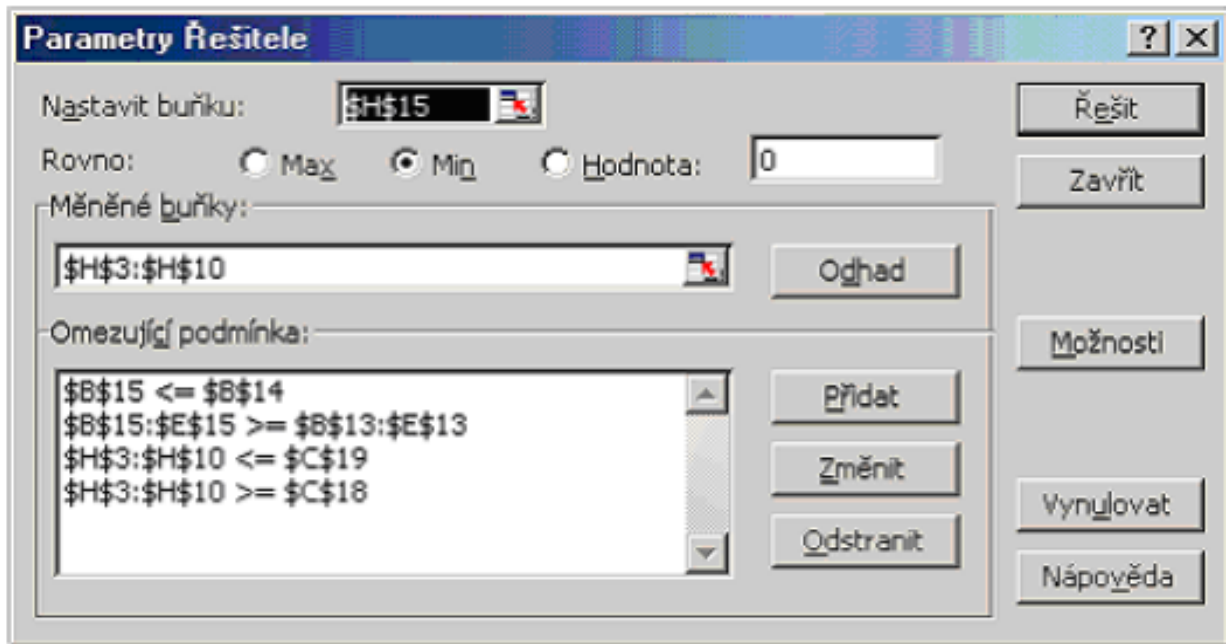 Parametry Řešitele
Nastavit buňku: $H$15
Řešit
Rovno: Max Min Hodnota: 0
Zavřít
Měněné buňky:
$H$3:$H$10
Odhad
Omezující podmínka:
Možnosti
$B$15 <= $B$14
$B$15:$E$15 >= $B$13:$E$13
$H$3:$H$10 <= $C$19
$H$3:$H$10 >= $C$18
Přidat
Změnit
Odstranit
Vynulovat
Nápověda